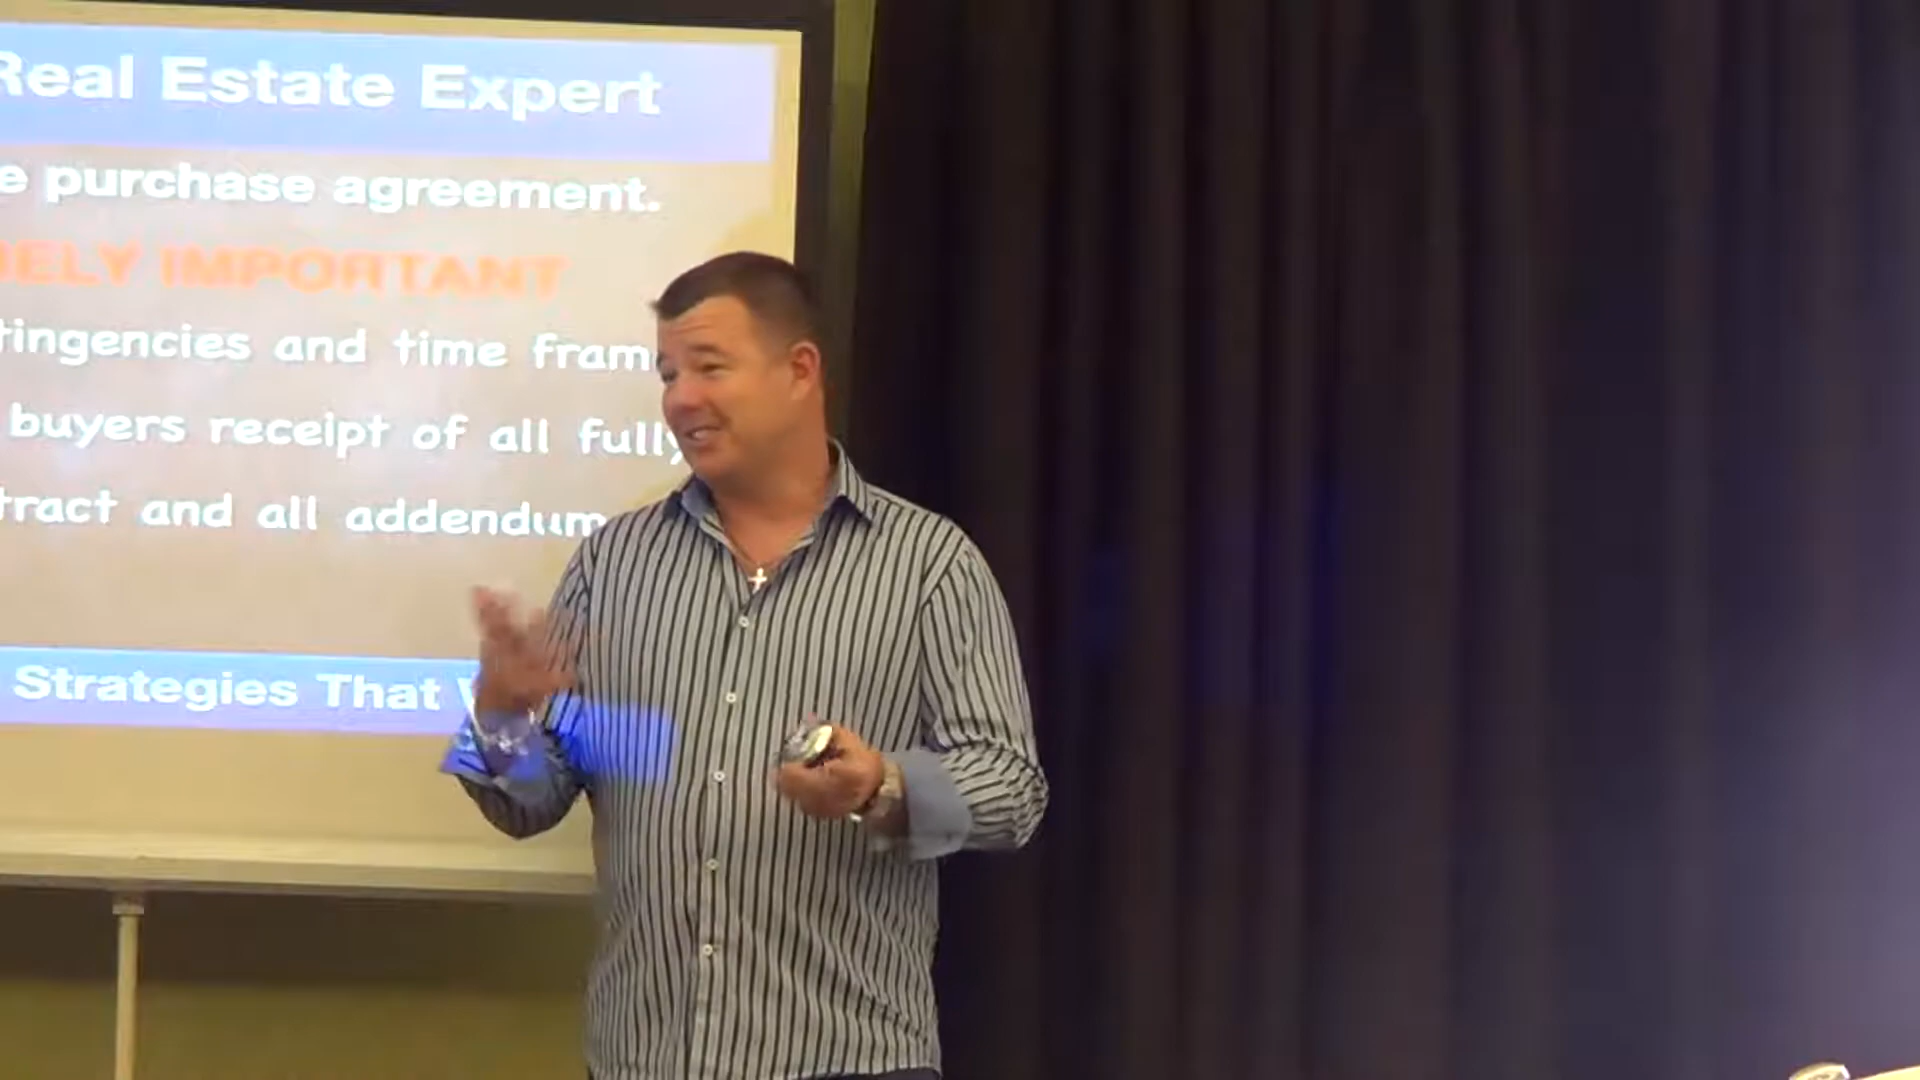 Real Estate Expert
e purchase agreement.
ELY IMPORTANT
tingencies and time fram
buyers receipt of all fully
tract and all addendum
Strategies That